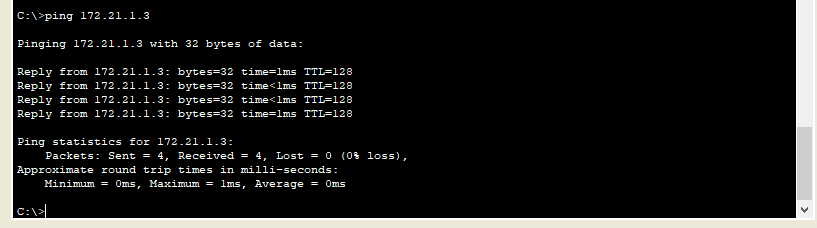 C:\>ping 172.21.1.3
Pinging 172.21.1.3 with 32 bytes of data:
Reply from 172.21.1.3: bytes=32 time=1ms TTL=128
Reply from 172.21.1.3: bytes=32 time<1ms TTL=128
Reply from 172.21.1.3: bytes=32 time<1ms TTL=128
Reply from 172.21.1.3: bytes=32 time=1ms TTL=128
Ping statistics for 172.21.1.3:
    Packets: Sent = 4, Received = 4, Lost = 0 (0% loss),
Approximate round trip times in milli-seconds:
    Minimum = 0ms, Maximum = 1ms, Average = 0ms
C:\>